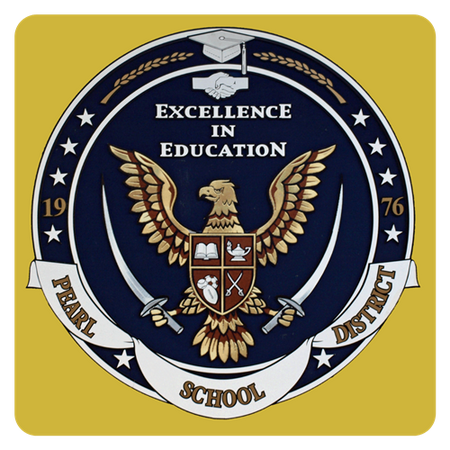 EXCELLENCE
IN
EDUCATION
19 76
PEARL
SCHOOL
DISTRICT